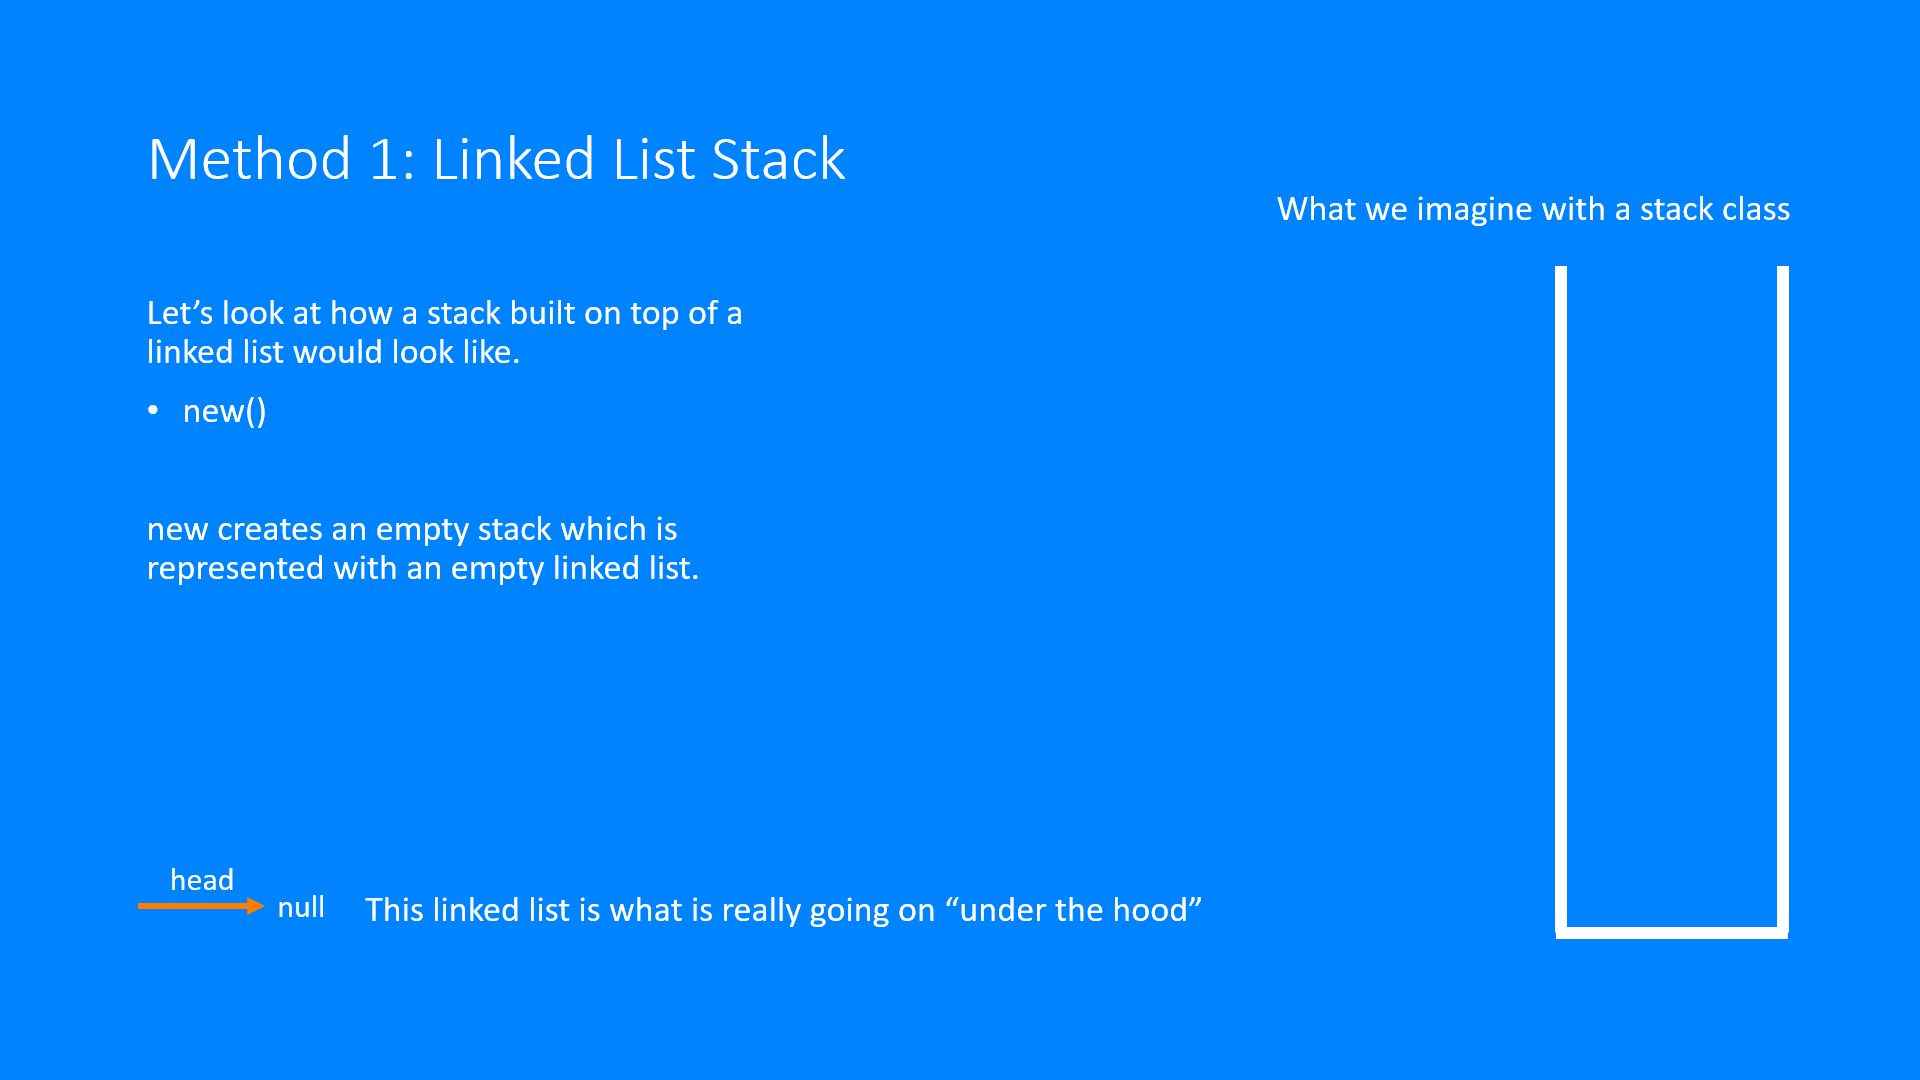 Method 1: Linked List Stack
What we imagine with a stack class
Let’s look at how a stack built on top of a
linked list would look like.
• new()
new creates an empty stack which is
represented with an empty linked list.
head
null
This linked list is what is really going on “under the hood”